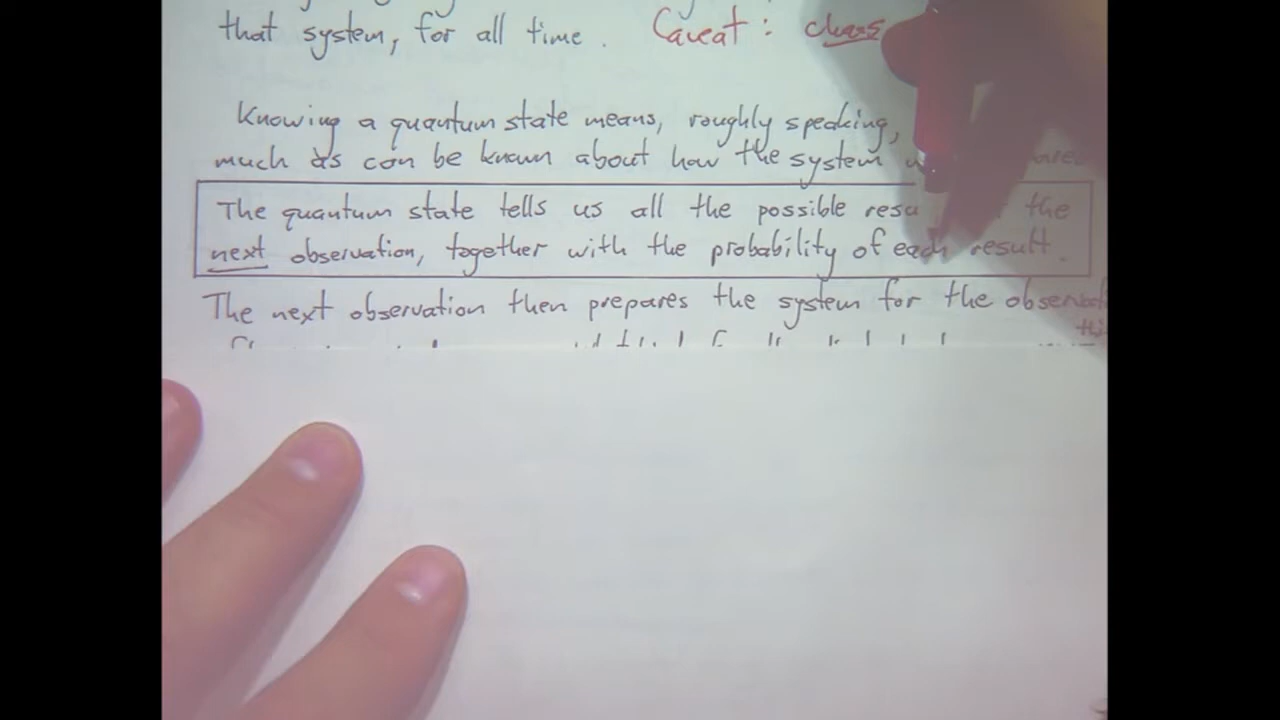 that system, for all time. Caveat: chaos
Knowing a quantum state means, roughly speaking,
much as can be known about how the system
The quantum state tells us all the possible the
next observation, together with the probability of each result.
The next observation then prepares the system for the